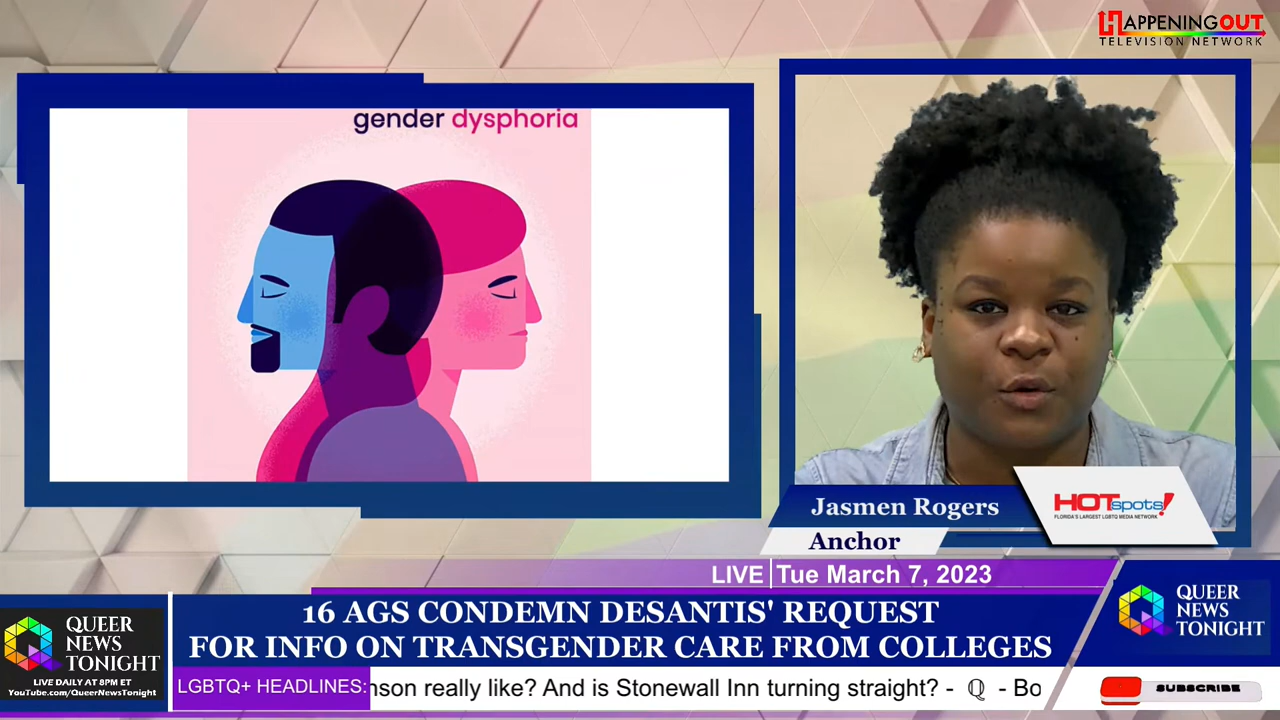 HAPPENINGOUT
TELEVISION NETWORK
gender dysphoria
Jasmen Rogers
Anchor
HOTspots!
FLORIDA'S LARGEST LGBTQ MEDIA NETWORK
LIVE Tue March 7, 2023
16 AGS CONDEMN DESANTIS' REQUEST
FOR INFO ON TRANSGENDER CARE FROM COLLEGES
QUEER
NEWS
TONIGHT
LIVE DAILY AT 8PM ET
YouTube.com/QueerNewsTonight
QUEER
NEWS
TONIGHT
LGBTQ+ HEADLINES:
nson really like? And is Stonewall Inn turning straight? - ℚ - Bo
SUBSCRIBE